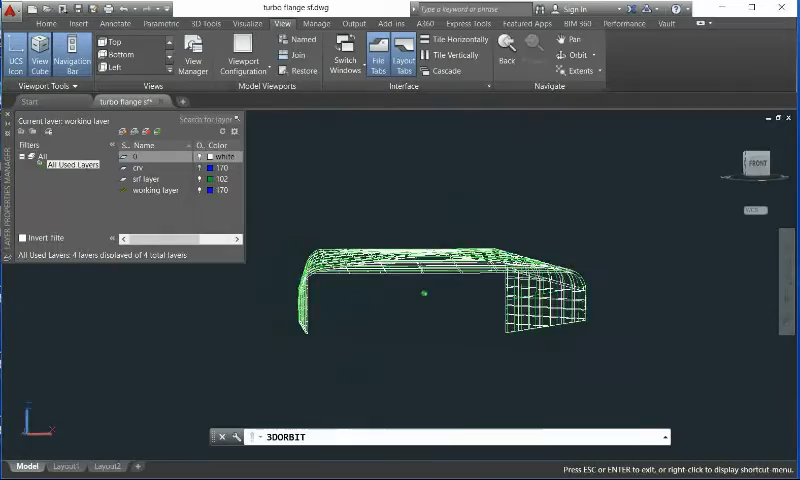 turbo flange sf.dwg
Type a keyword or phrase
Sign In
Home Insert Annotate Parametric 3D Tools Visualize View Manage Output Add-ins A360 Express Tools Featured Apps BIM 360 Performance Vault
UCS Icon
View Cube
Navigation Bar
Top
Bottom
Left
View Manager
Viewport Configuration
Named
Join
Restore
Switch Windows
File Tabs
Layout Tabs
Tile Horizontally
Tile Vertically
Cascade
Back
Forward
Pan
Orbit
Extents
Viewport Tools
Views
Model Viewports
Interface
Navigate
Start
turbo flange sf*
LAYER PROPERTIES MANAGER
Current layer: working layer
Search for layer
Filters
S.. Name
O.. Color
All
All Used Layers
0 white
crv 170
srf layer 102
working layer 170
Invert filte
All Used Layers: 4 layers displayed of 4 total layers
FRONT
WCS
3DORBIT
Model
Layout1
Layout2
Press ESC or ENTER to exit, or right-click to display shortcut-menu.